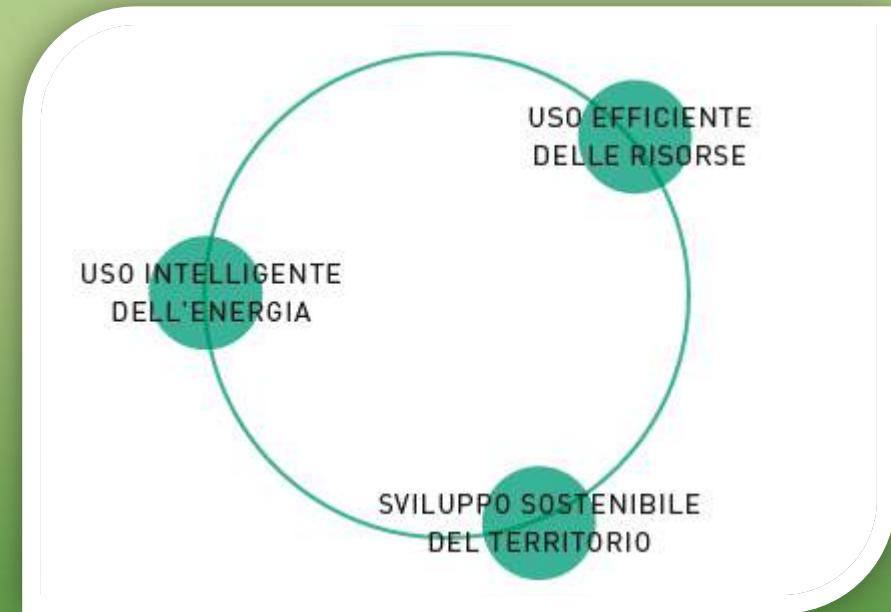 USO EFFICIENTE
DELLE RISORSE
USO INTELLIGENTE
DELL'ENERGIA
SVILUPPO SOSTENIBILE
DEL TERRITORIO